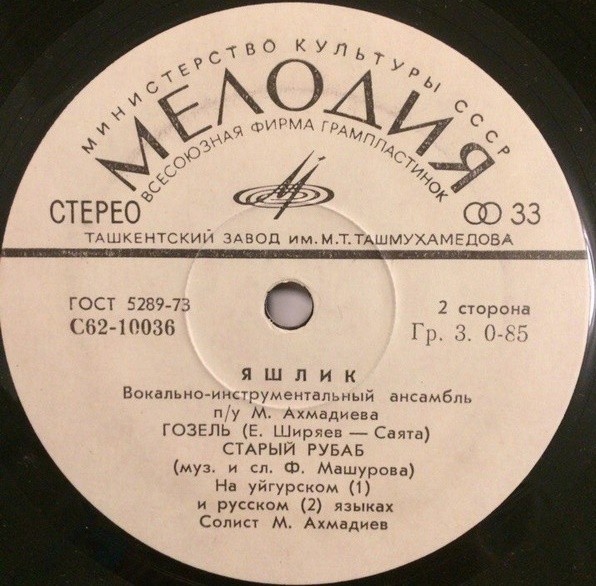 МИНИСТЕРСТВО КУЛЬТУРЫ СССР
МЕЛОДИЯ
ВСЕСОЮЗНАЯ ФИРМА ГРАМПЛАСТИНОК
СТЕРЕО
33
ТАШКЕНТСКИЙ ЗАВОД ИМ. М.Т. ТАШМУХАМЕДОВА
ГОСТ 5289-73
2 сторона
С62-10036
Гр. 3. 0-85
ЯШЛИК
Вокально-инструментальный ансамбль
п/у М. Ахмадиева
ГОЗЕЛЬ (Е. Ширяев — Саята)
СТАРЫЙ РУБАБ
(муз. и сл. Ф. Машурова)
На уйгурском (1)
и русском (2) языках
Солист М. Ахмадиев